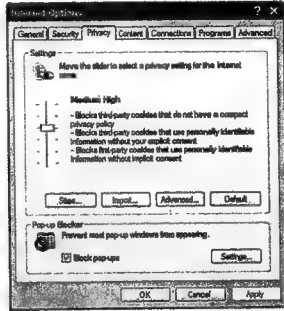 Internet Options
? X
General Security Privacy Content Connections Programs Advanced
Settings
Move the slider to select a privacy setting for the Internet
zone.
Medium High
- Blocks third-party cookies that do not have a compact
privacy policy
- Blocks third-party cookies that use personally identifiable
information without your explicit consent
- Blocks first-party cookies that use personally identifiable
information without implicit consent
Sites... Import... Advanced... Default
Pop-up Blocker
Prevent most pop-up windows from appearing.
Block pop-ups
Settings...
OK Cancel Apply